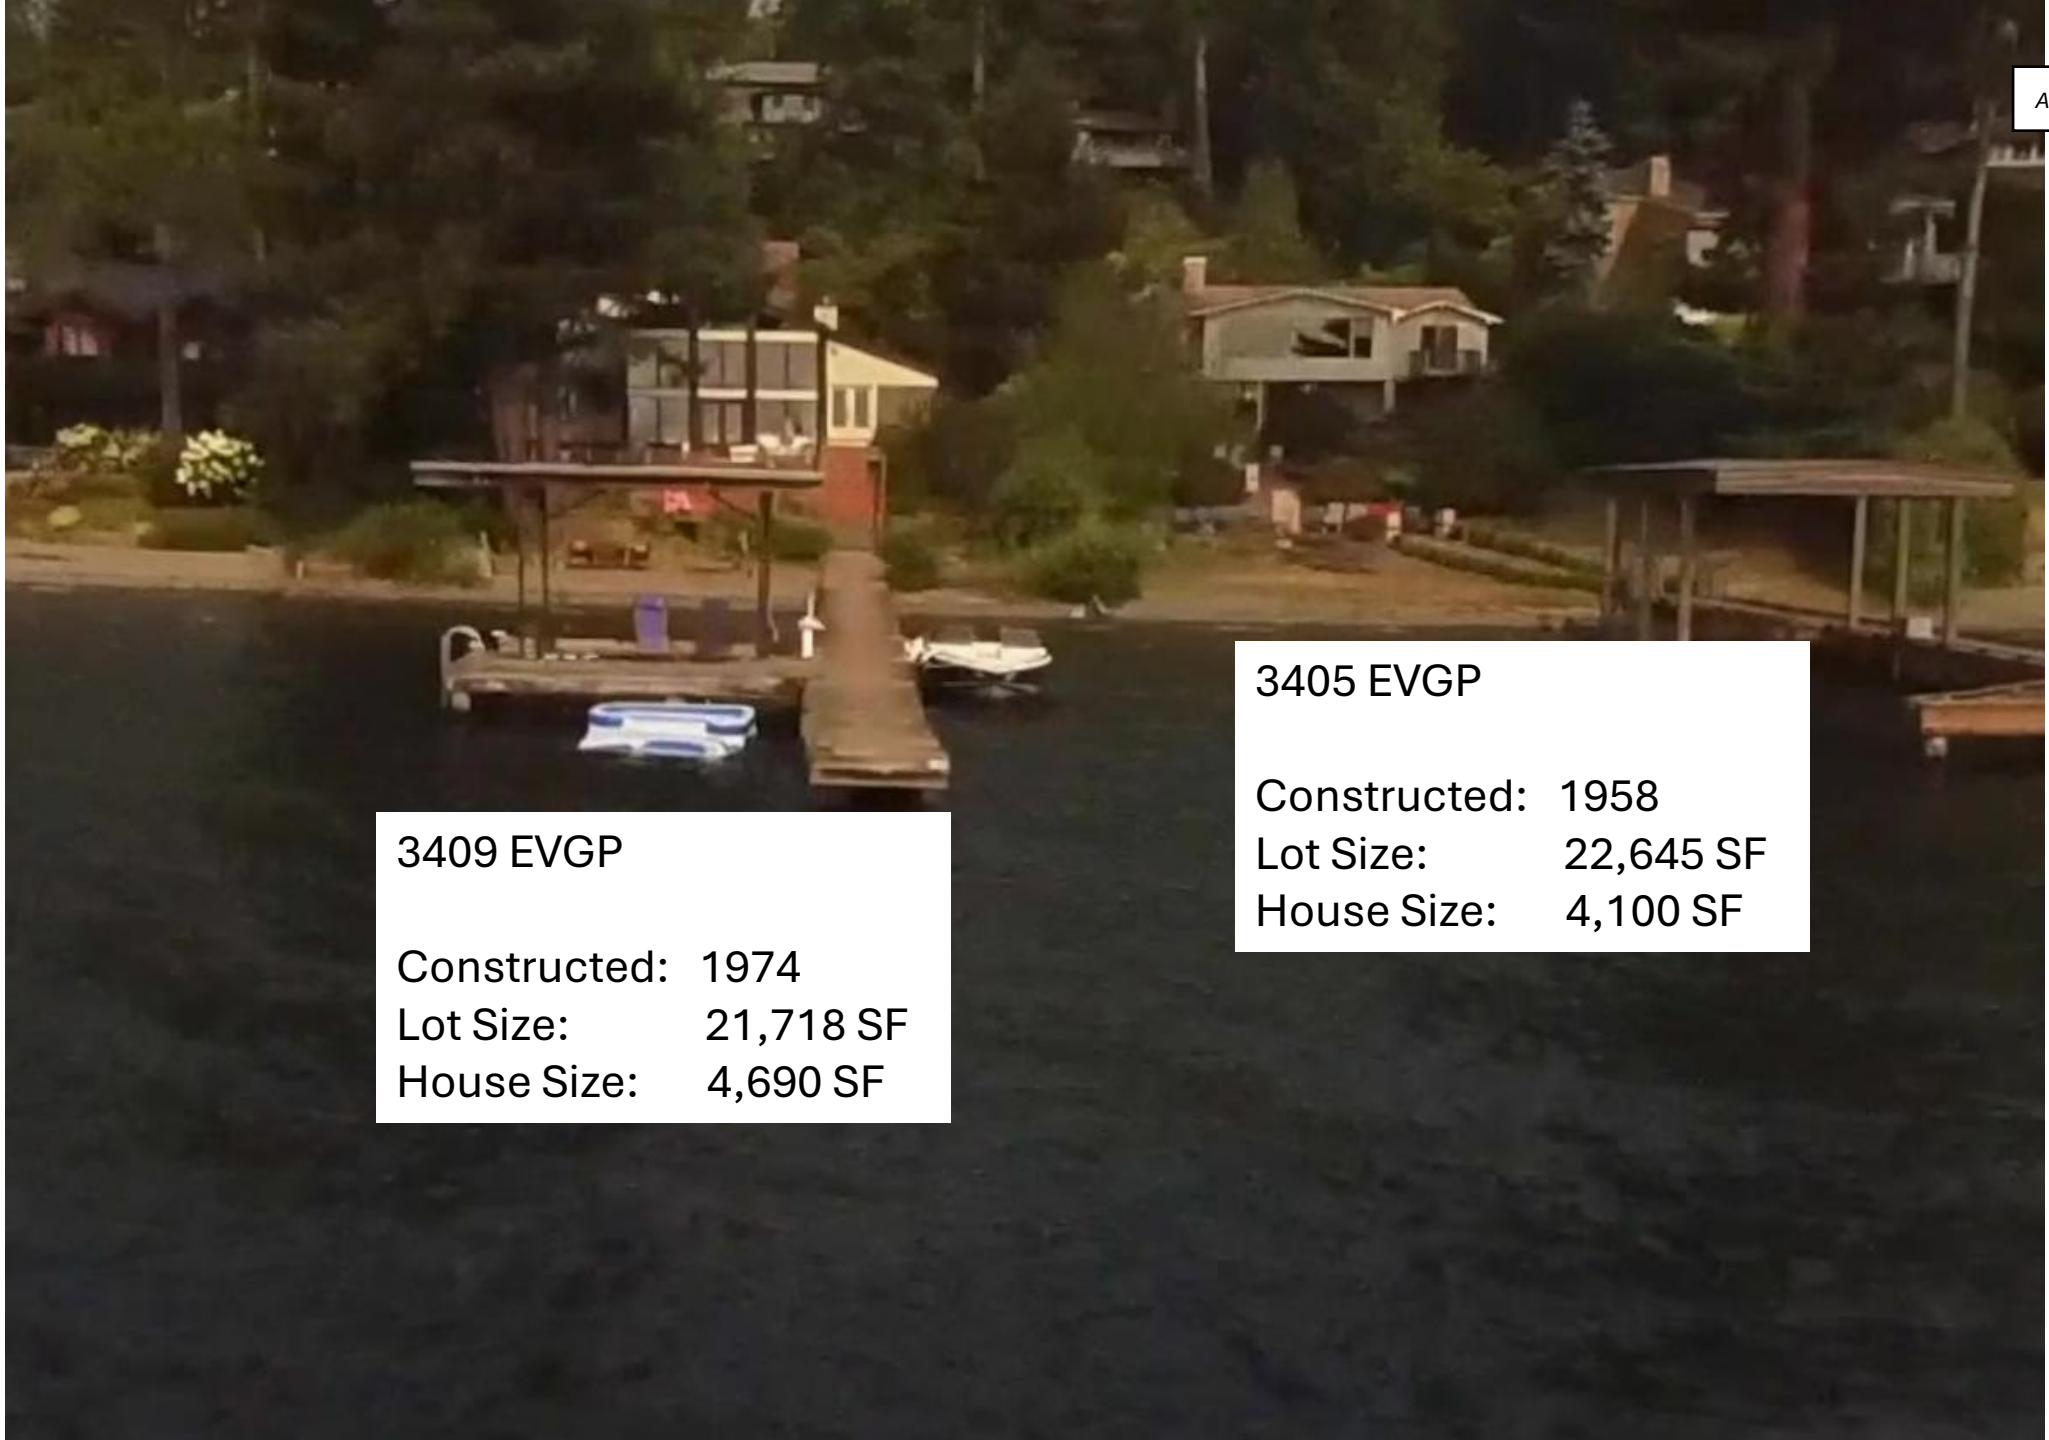 A
3405 EVGP
Constructed: 1958
Lot Size: 22,645 SF
House Size: 4,100 SF
3409 EVGP
Constructed: 1974
Lot Size: 21,718 SF
House Size: 4,690 SF